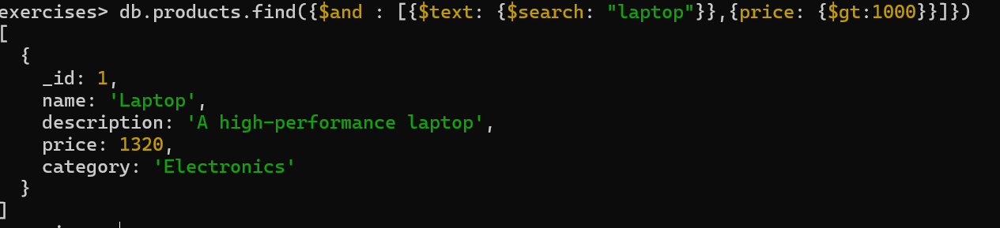 exercises> db.products.find({$and : [{$text: {$search: "laptop"}},{price: {$gt:1000}}]})
[
  {
    _id: 1,
    name: 'Laptop',
    description: 'A high-performance laptop',
    price: 1320,
    category: 'Electronics'
  }
]